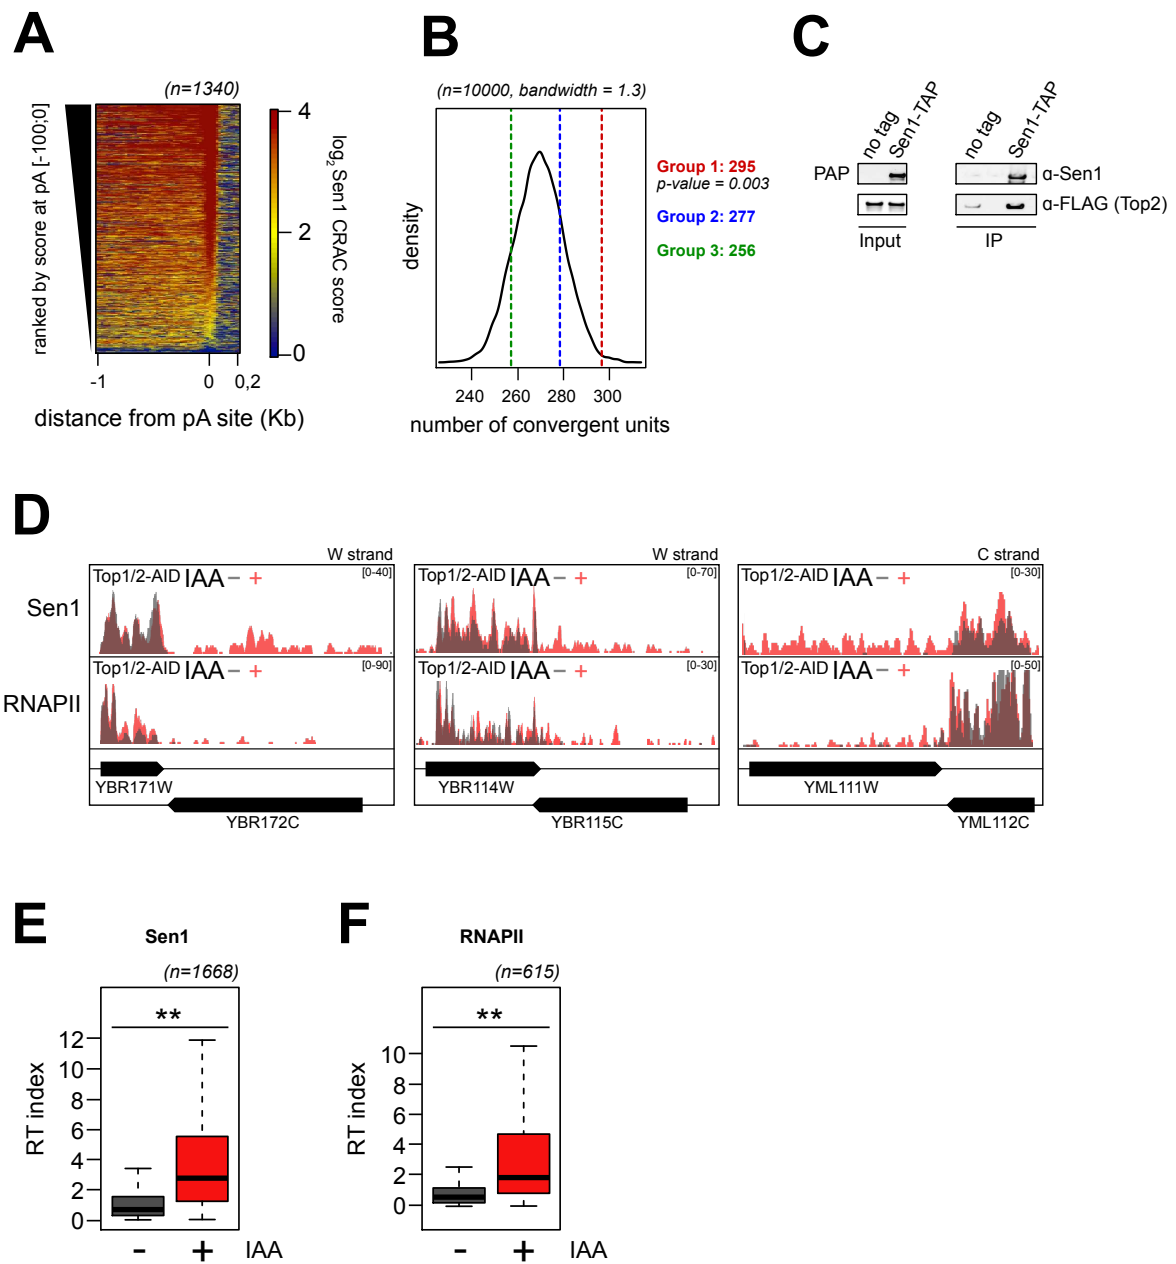 A
(n=1340)
ranked by score at pA [-100;0]
4
2
0
log2 Sen1 CRAC score
-1
0
0,2
distance from pA site (Kb)
B
(n=10000, bandwidth = 1.3)
density
240
260
280
300
number of convergent units
Group 1: 295
p-value = 0.003
Group 2: 277
Group 3: 256
C
no tag
Sen1-TAP
no tag
Sen1-TAP
PAP
α-Sen1
α-FLAG (Top2)
Input
IP
D
W strand
W strand
C strand
Sen1
Top1/2-AID IAA − +
[0-40]
Top1/2-AID IAA − +
[0-70]
Top1/2-AID IAA − +
[0-30]
RNAPII
Top1/2-AID IAA − +
[0-90]
Top1/2-AID IAA − +
[0-30]
Top1/2-AID IAA − +
[0-50]
YBR171W
YBR172C
YBR114W
YBR115C
YML111W
YML112C
E
Sen1
(n=1668)
**
RT index
12
10
8
6
4
2
0
- + IAA
F
RNAPII
(n=615)
**
RT index
10
8
6
4
2
0
- + IAA